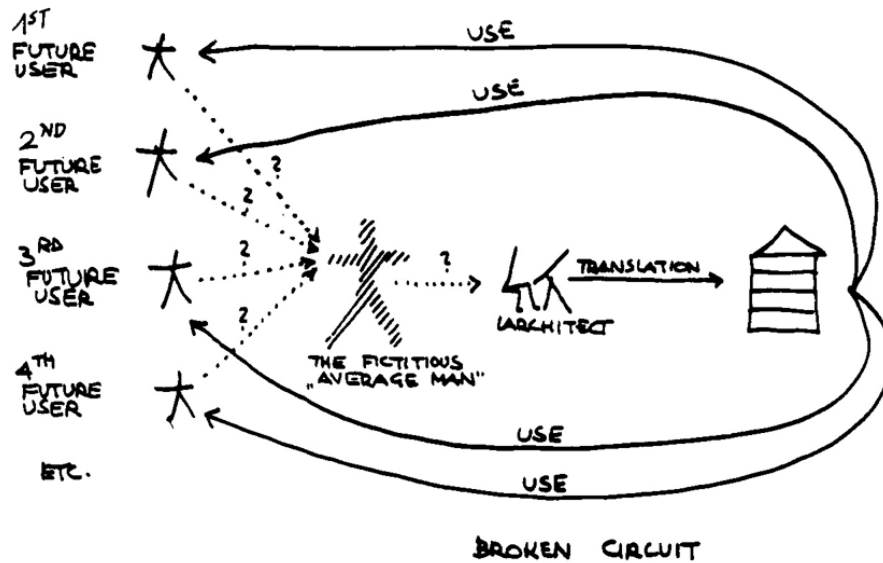 1ST
FUTURE
USER
USE
USE
2ND
FUTURE
USER
?
?
3RD
FUTURE
USER
?
?
?
TRANSLATION
ARCHITECT
THE FICTITIOUS
„AVERAGE MAN"
4TH
FUTURE
USER
USE
USE
ETC.
BROKEN CIRCUIT